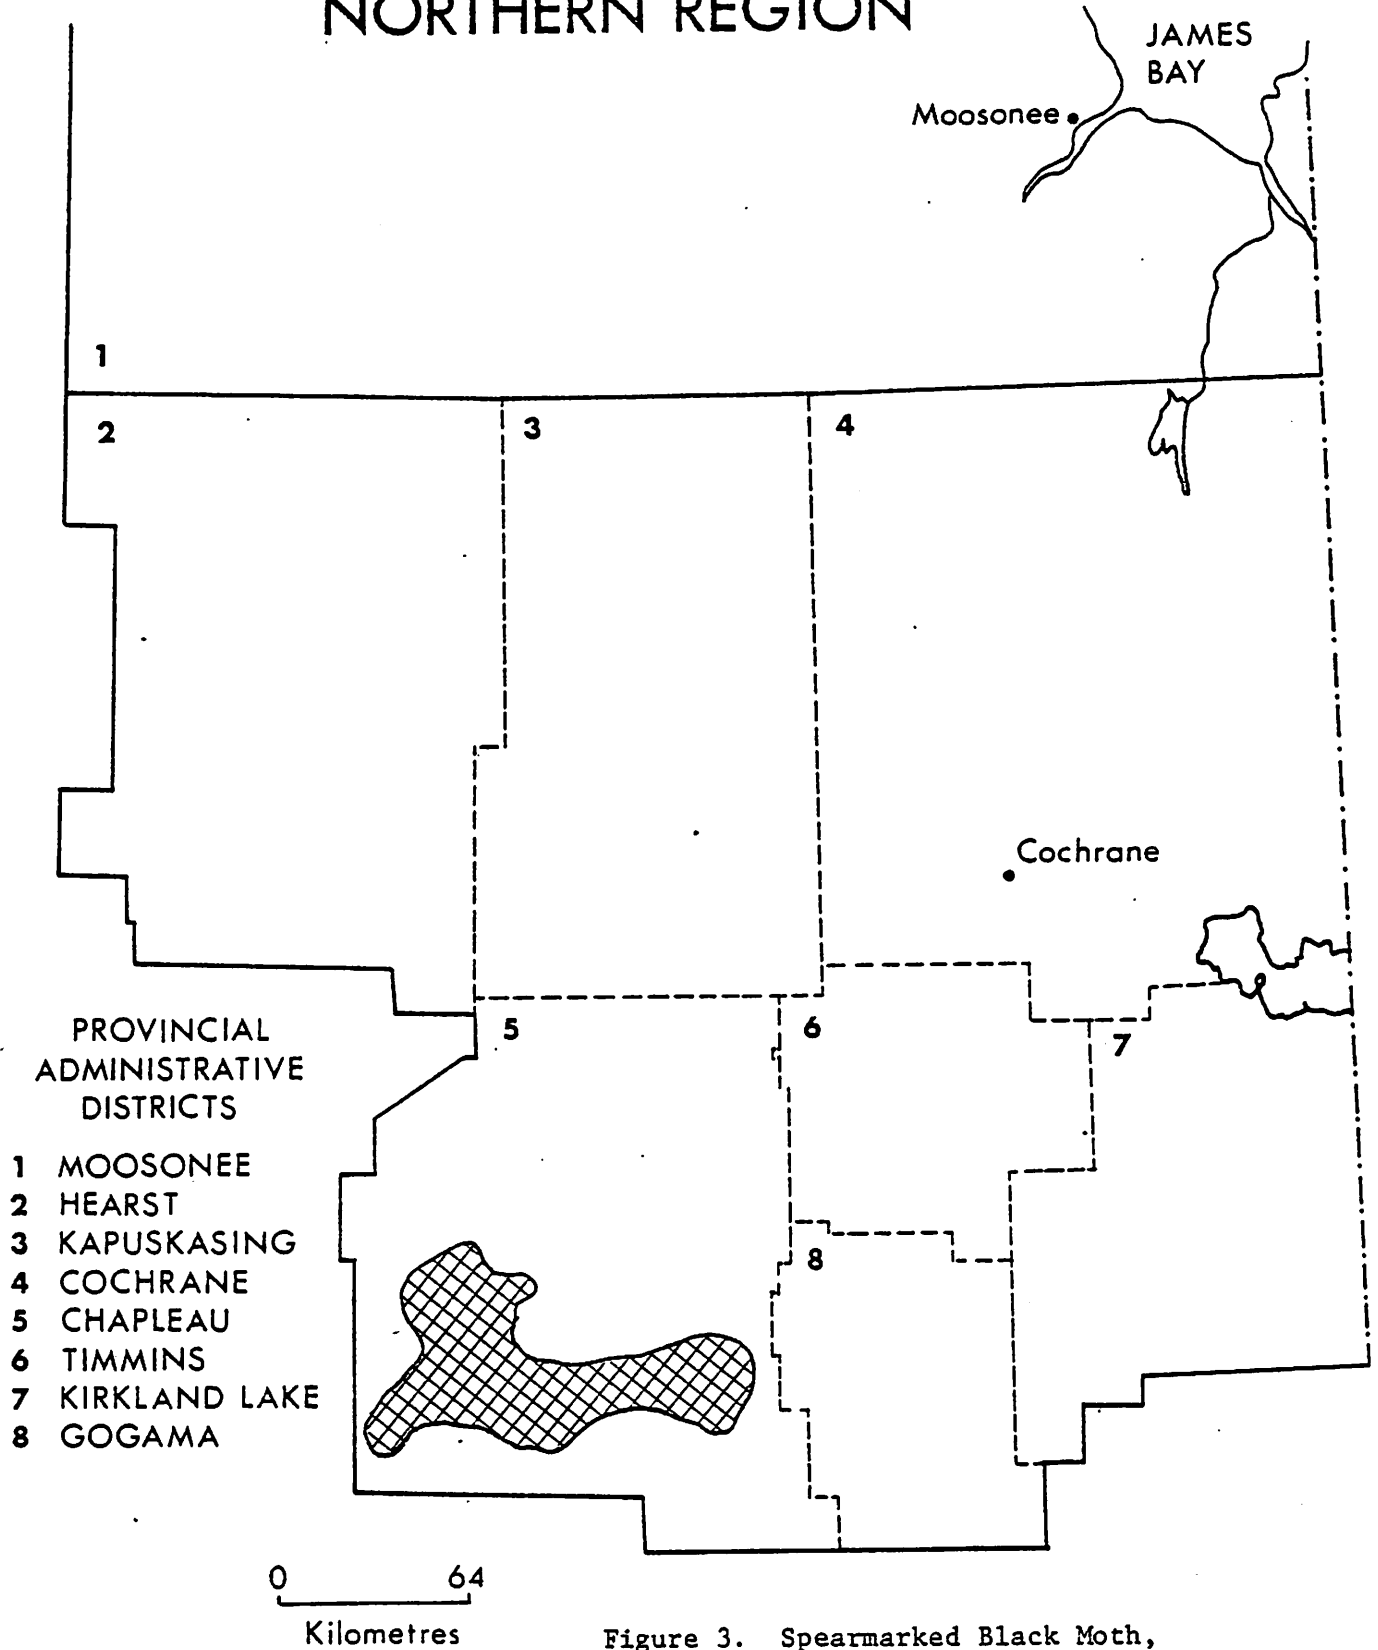 NORTHERN REGION
JAMES
BAY
Moosonee
1
2
3
4
Cochrane
5
6
7
8
PROVINCIAL
ADMINISTRATIVE
DISTRICTS
1 MOOSONEE
2 HEARST
3 KAPUSKASING
4 COCHRANE
5 CHAPLEAU
6 TIMMINS
7 KIRKLAND LAKE
8 GOGAMA
0 64
Kilometres
Figure 3. Spearmarked Black Moth,